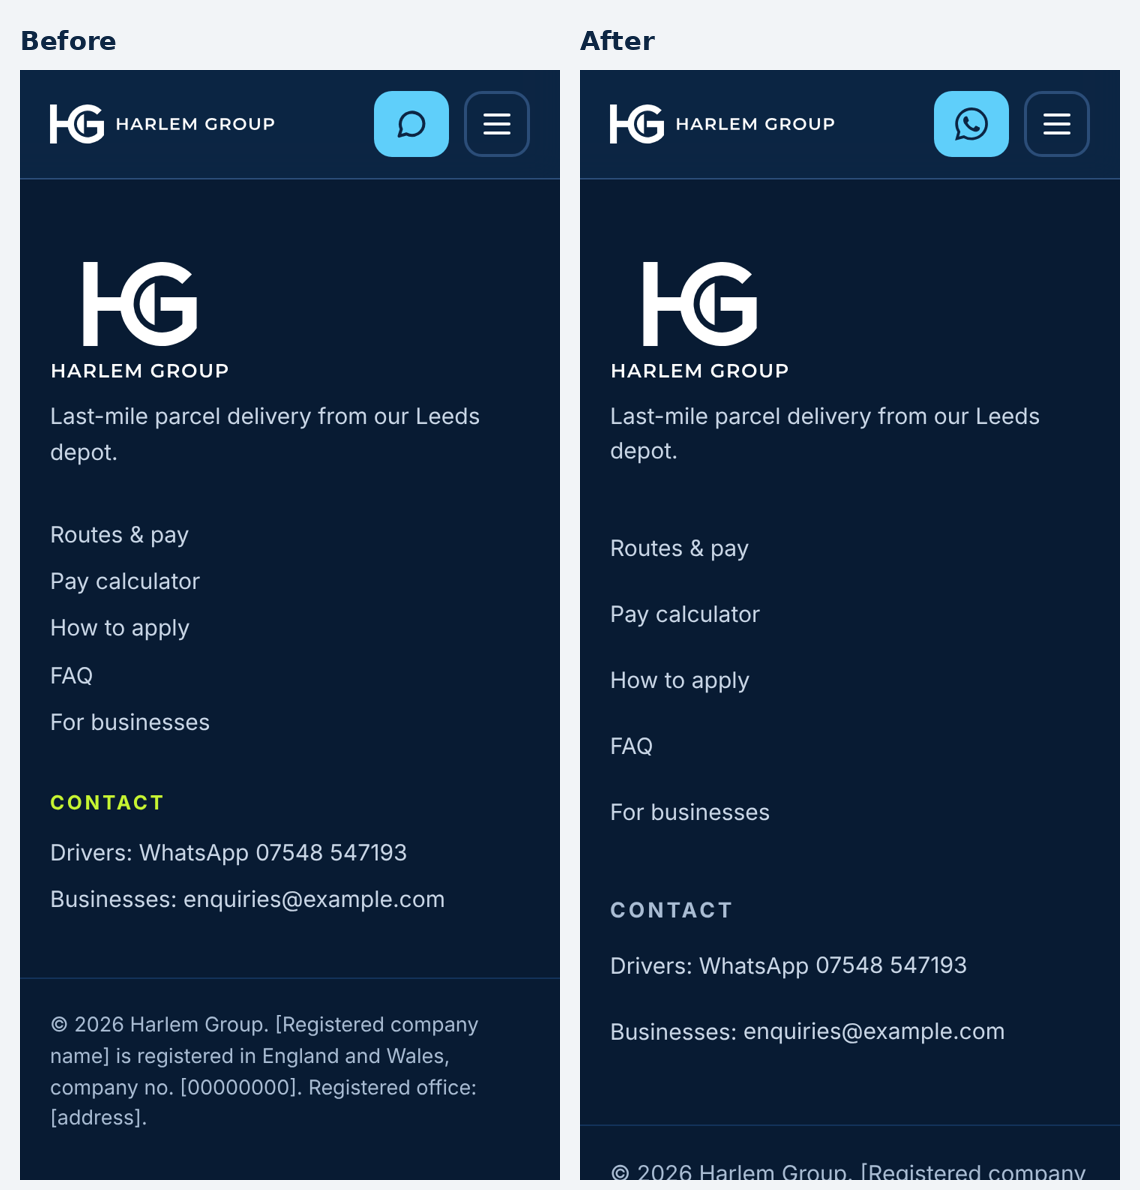 Before
HARLEM GROUP
HARLEM GROUP
Last-mile parcel delivery from our Leeds
depot.
Routes & pay
Pay calculator
How to apply
FAQ
For businesses
CONTACT
Drivers: WhatsApp 07548 547193
Businesses: enquiries@example.com
© 2026 Harlem Group. [Registered company
name] is registered in England and Wales,
company no. [00000000]. Registered office:
[address].
After
HARLEM GROUP
HARLEM GROUP
Last-mile parcel delivery from our Leeds
depot.
Routes & pay
Pay calculator
How to apply
FAQ
For businesses
CONTACT
Drivers: WhatsApp 07548 547193
Businesses: enquiries@example.com
© 2026 Harlem Group. [Registered company